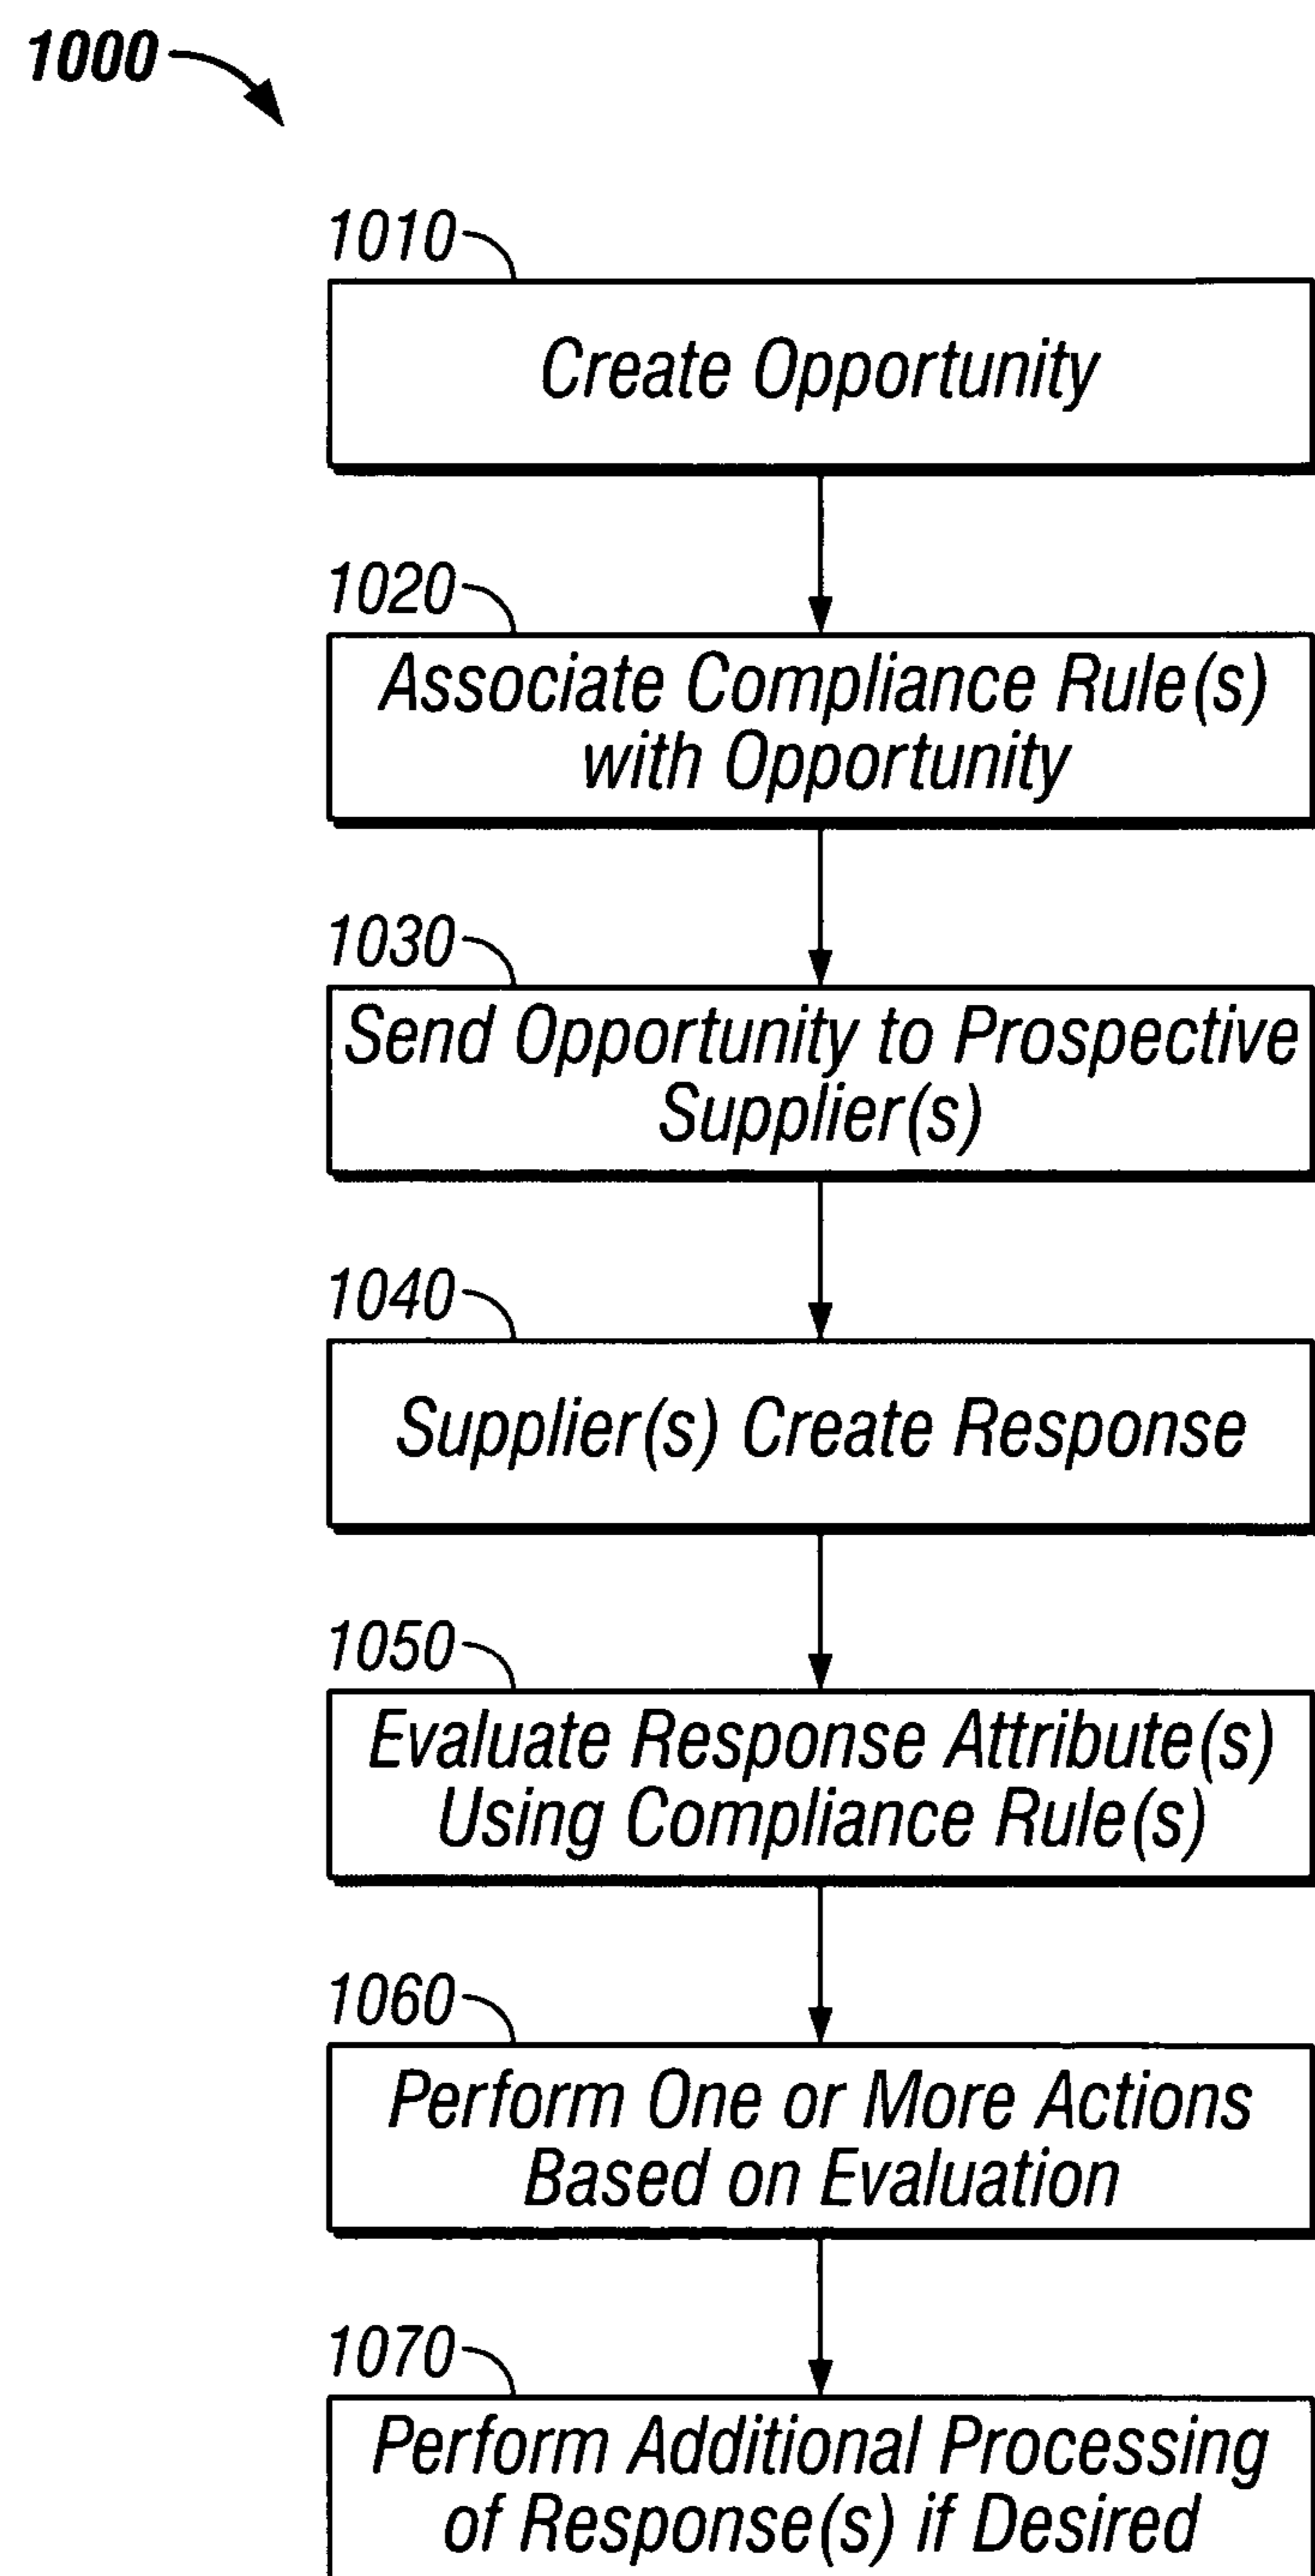 1000
1010
Create Opportunity
1020
Associate Compliance Rule(s)
with Opportunity
1030
Send Opportunity to Prospective
Supplier(s)
1040
Supplier(s) Create Response
1050
Evaluate Response Attribute(s)
Using Compliance Rule(s)
1060
Perform One or More Actions
Based on Evaluation
1070
Perform Additional Processing
of Response(s) if Desired